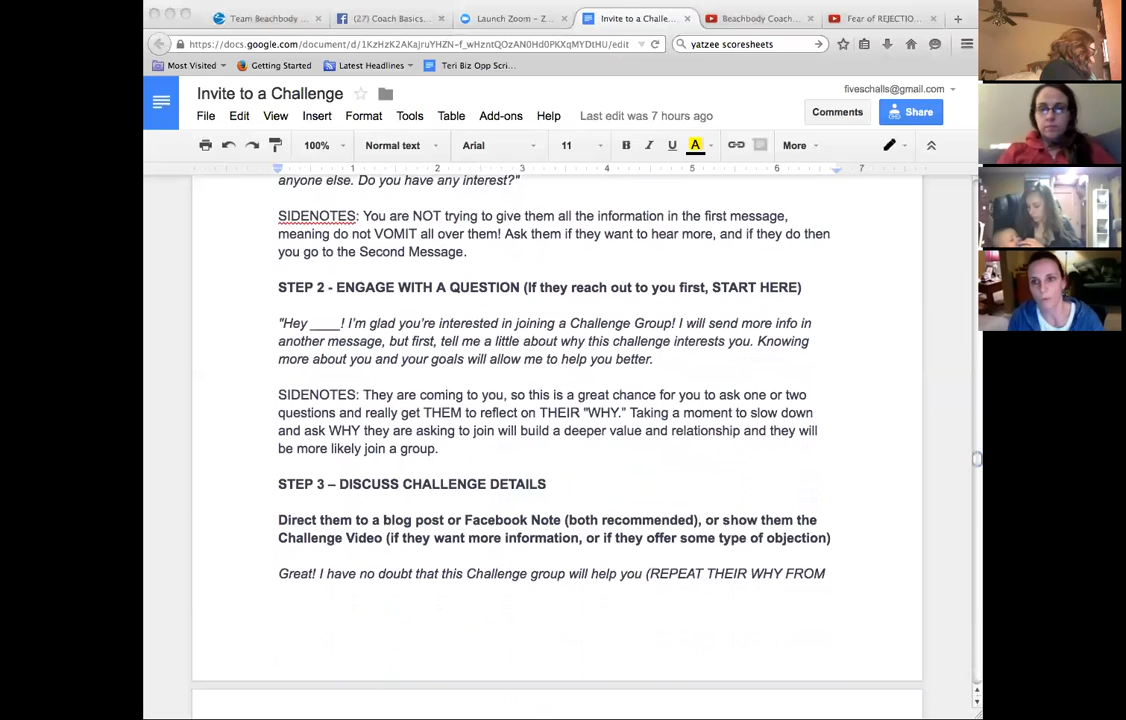 Team Beachbody
(27) Coach Basics.
Launch Zoom - Z...
Invite to a Challe...
Beachbody Coach...
Fear of REJECTIO...
https://docs.google.com/document/d/1KzHzK2AKajruYHZN-f_wHzntQOzAN0Hd0PKXqMYDtHU/edit
yatzee scoresheets
Most Visited
Getting Started
Latest Headlines
Teri Biz Opp Scri...
Invite to a Challenge
fiveschalls@gmail.com
File Edit View Insert Format Tools Table Add-ons Help Last edit was 7 hours ago
Comments
Share
100% Normal text Arial 11 B I U A More
1 2 3 4 5 6 7
anyone else. Do you have any interest?"
SIDENOTES: You are NOT trying to give them all the information in the first message,
meaning do not VOMIT all over them! Ask them if they want to hear more, and if they do then
you go to the Second Message.
STEP 2 - ENGAGE WITH A QUESTION (If they reach out to you first, START HERE)
"Hey ____! I'm glad you're interested in joining a Challenge Group! I will send more info in
another message, but first, tell me a little about why this challenge interests you. Knowing
more about you and your goals will allow me to help you better.
SIDENOTES: They are coming to you, so this is a great chance for you to ask one or two
questions and really get THEM to reflect on THEIR "WHY." Taking a moment to slow down
and ask WHY they are asking to join will build a deeper value and relationship and they will
be more likely join a group.
STEP 3 – DISCUSS CHALLENGE DETAILS
Direct them to a blog post or Facebook Note (both recommended), or show them the
Challenge Video (if they want more information, or if they offer some type of objection)
Great! I have no doubt that this Challenge group will help you (REPEAT THEIR WHY FROM